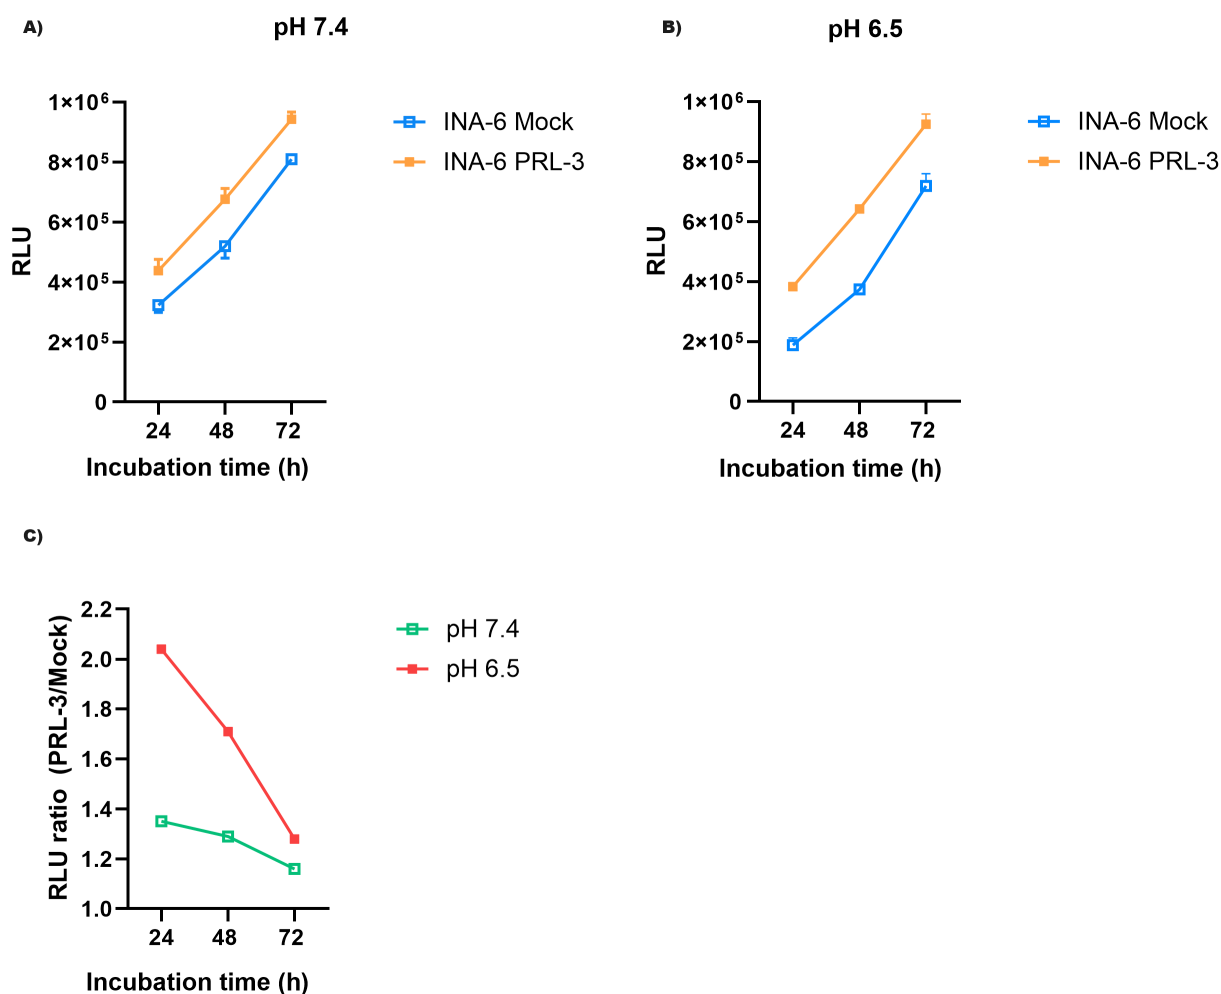 A)
pH 7.4
1×10⁶
8×10⁵
6×10⁵
4×10⁵
2×10⁵
0
RLU
24 48 72
Incubation time (h)
INA-6 Mock
INA-6 PRL-3
B)
pH 6.5
1×10⁶
8×10⁵
6×10⁵
4×10⁵
2×10⁵
0
RLU
24 48 72
Incubation time (h)
INA-6 Mock
INA-6 PRL-3
C)
2.2
2.0
1.8
1.6
1.4
1.2
1.0
RLU ratio (PRL-3/Mock)
24 48 72
Incubation time (h)
pH 7.4
pH 6.5